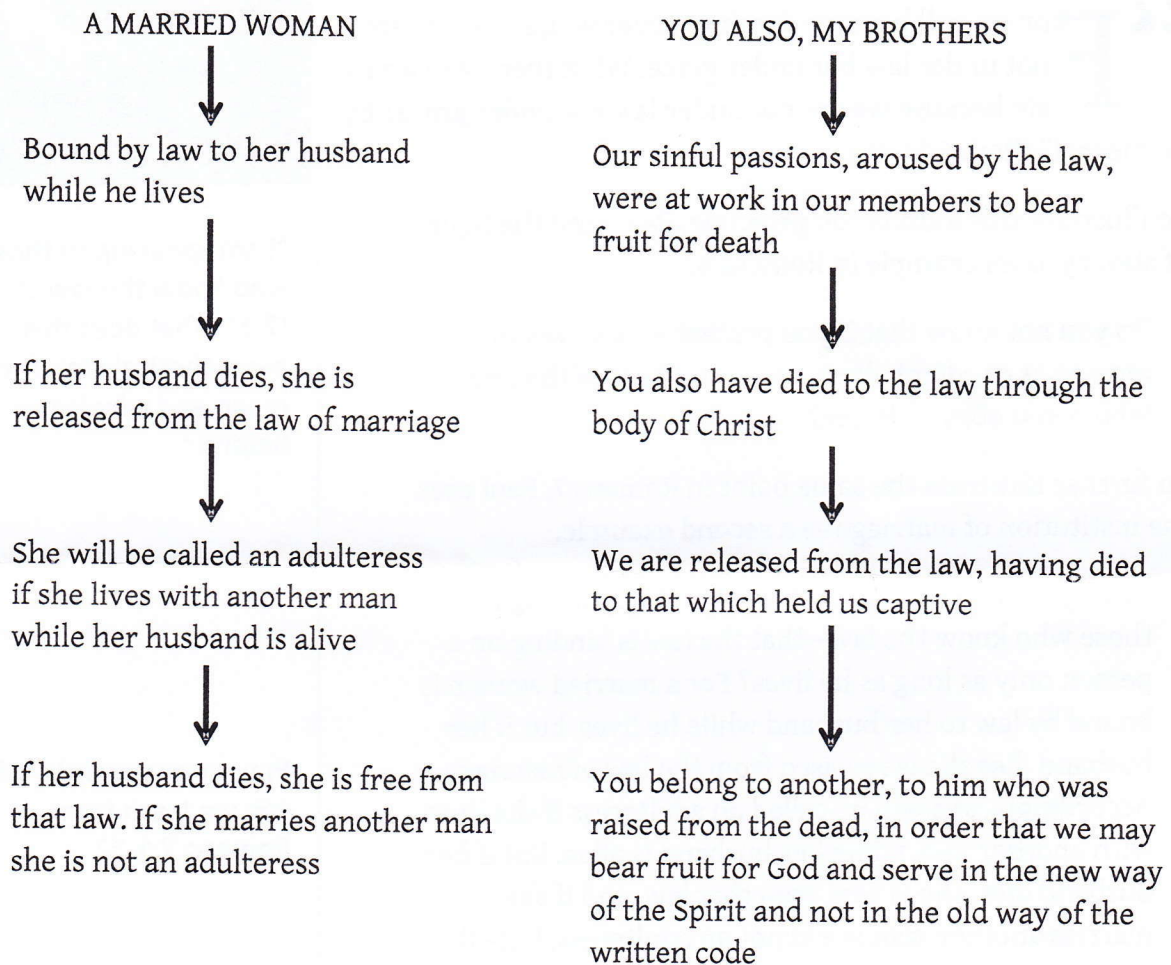 A MARRIED WOMAN
Bound by law to her husband
while he lives
If her husband dies, she is
released from the law of marriage
She will be called an adulteress
if she lives with another man
while her husband is alive
If her husband dies, she is free from
that law. If she marries another man
she is not an adulteress
YOU ALSO, MY BROTHERS
Our sinful passions, aroused by the law,
were at work in our members to bear
fruit for death
You also have died to the law through the
body of Christ
We are released from the law, having died
to that which held us captive
You belong to another, to him who was
raised from the dead, in order that we may
bear fruit for God and serve in the new way
of the Spirit and not in the old way of the
written code